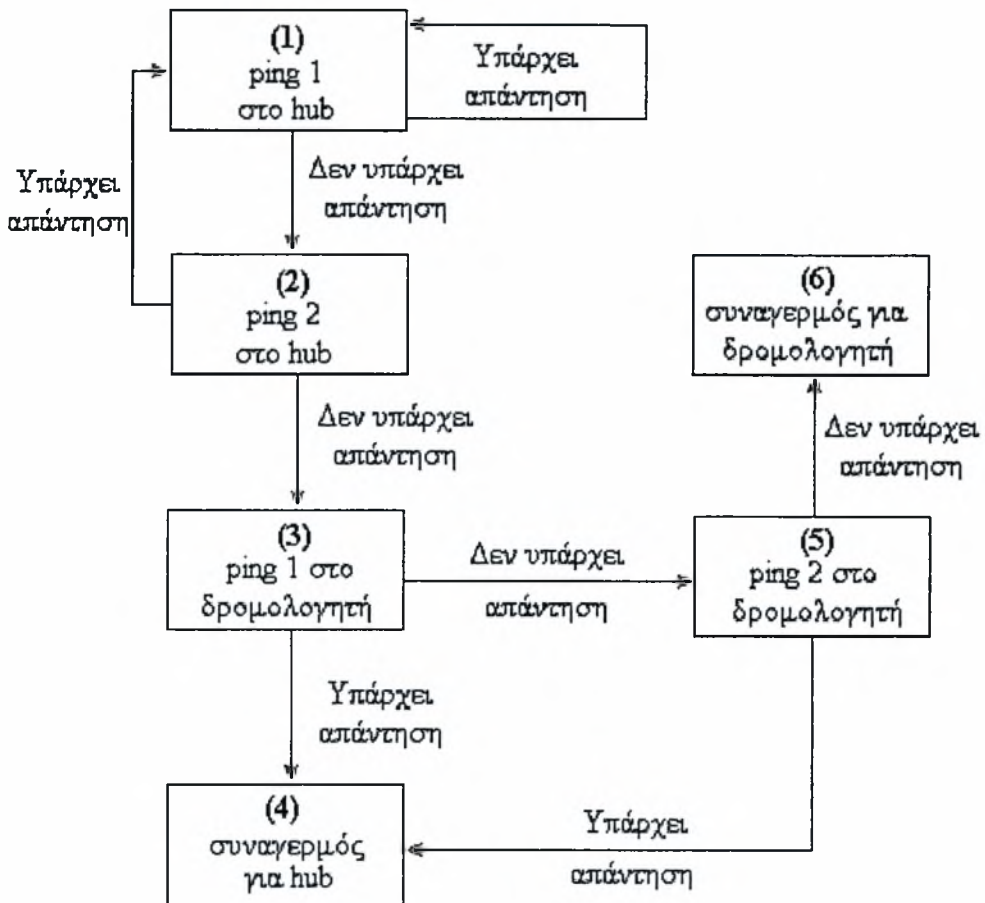 (1)
ping 1
στο hub
Υπάρχει
απάντηση
Υπάρχει
απάντηση
Δεν υπάρχει
απάντηση
(2)
ping 2
στο hub
(6)
συναγερμός για
δρομολογητή
Δεν υπάρχει
απάντηση
Δεν υπάρχει
απάντηση
(3)
ping 1 στο
δρομολογητή
Δεν υπάρχει
απάντηση
(5)
ping 2 στο
δρομολογητή
Υπάρχει
απάντηση
(4)
συναγερμός
για hub
Υπάρχει
απάντηση